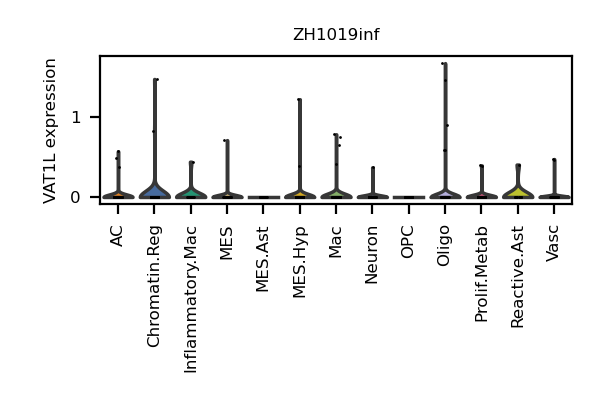 ZH1019inf
VAT1L expression
1
0
AC
Chromatin.Reg
Inflammatory.Mac
MES
MES.Ast
MES.Hyp
Mac
Neuron
OPC
Oligo
Prolif.Metab
Reactive.Ast
Vasc